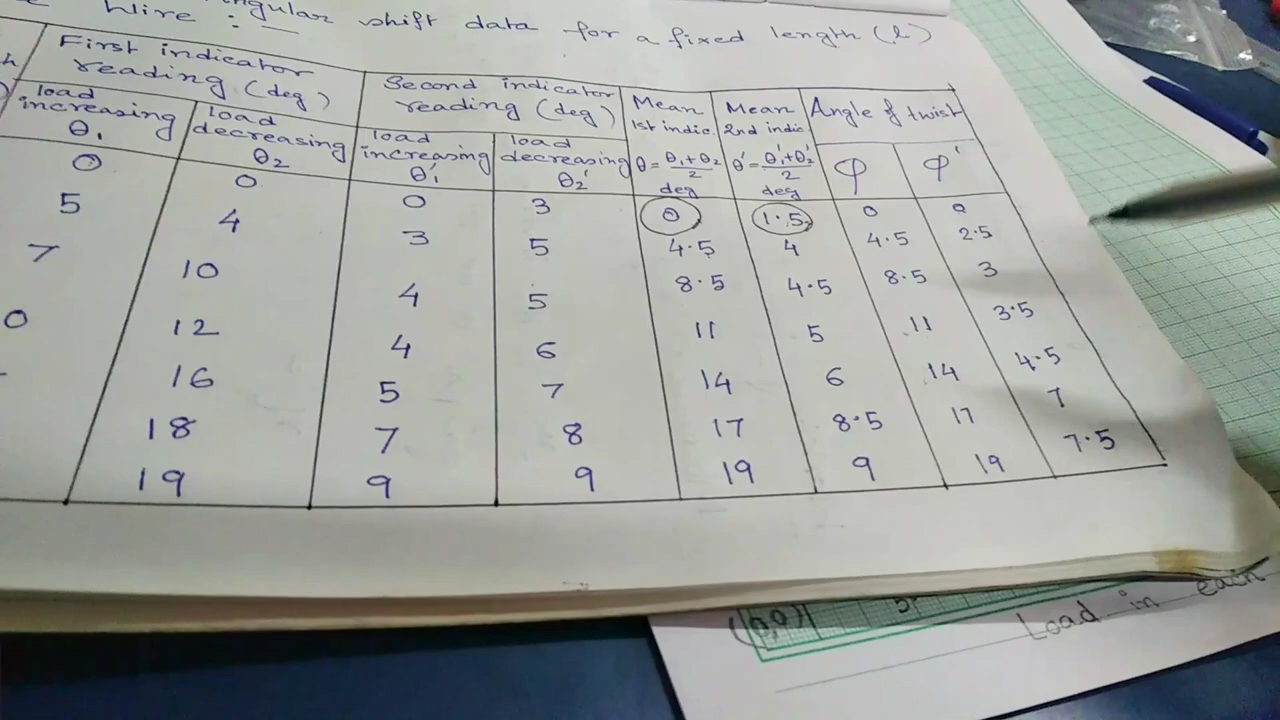 Wire :- angular shift data for a fixed length (l)
First indicator reading (deg)
Second indicator reading (deg)
Mean 1st indic. θ = θ₁+θ₂/2 deg
Mean 2nd indic θ' = θ₁'+θ₂'/2 deg
Angle of twist
load increasing θ₁
load decreasing θ₂
load increasing θ₁'
load decreasing θ₂'
φ φ'
0 0 0 3 0 1.5 0 0
5 4 3 5 4.5 4 4.5 2.5
7 10 4 5 8.5 4.5 8.5 3
0 12 4 6 11 5 11 3.5
16 5 7 14 6 14 4.5
18 7 8 17 8.5 17 7
19 9 9 19 9 19 7.5
(0,0) 5
Load in each